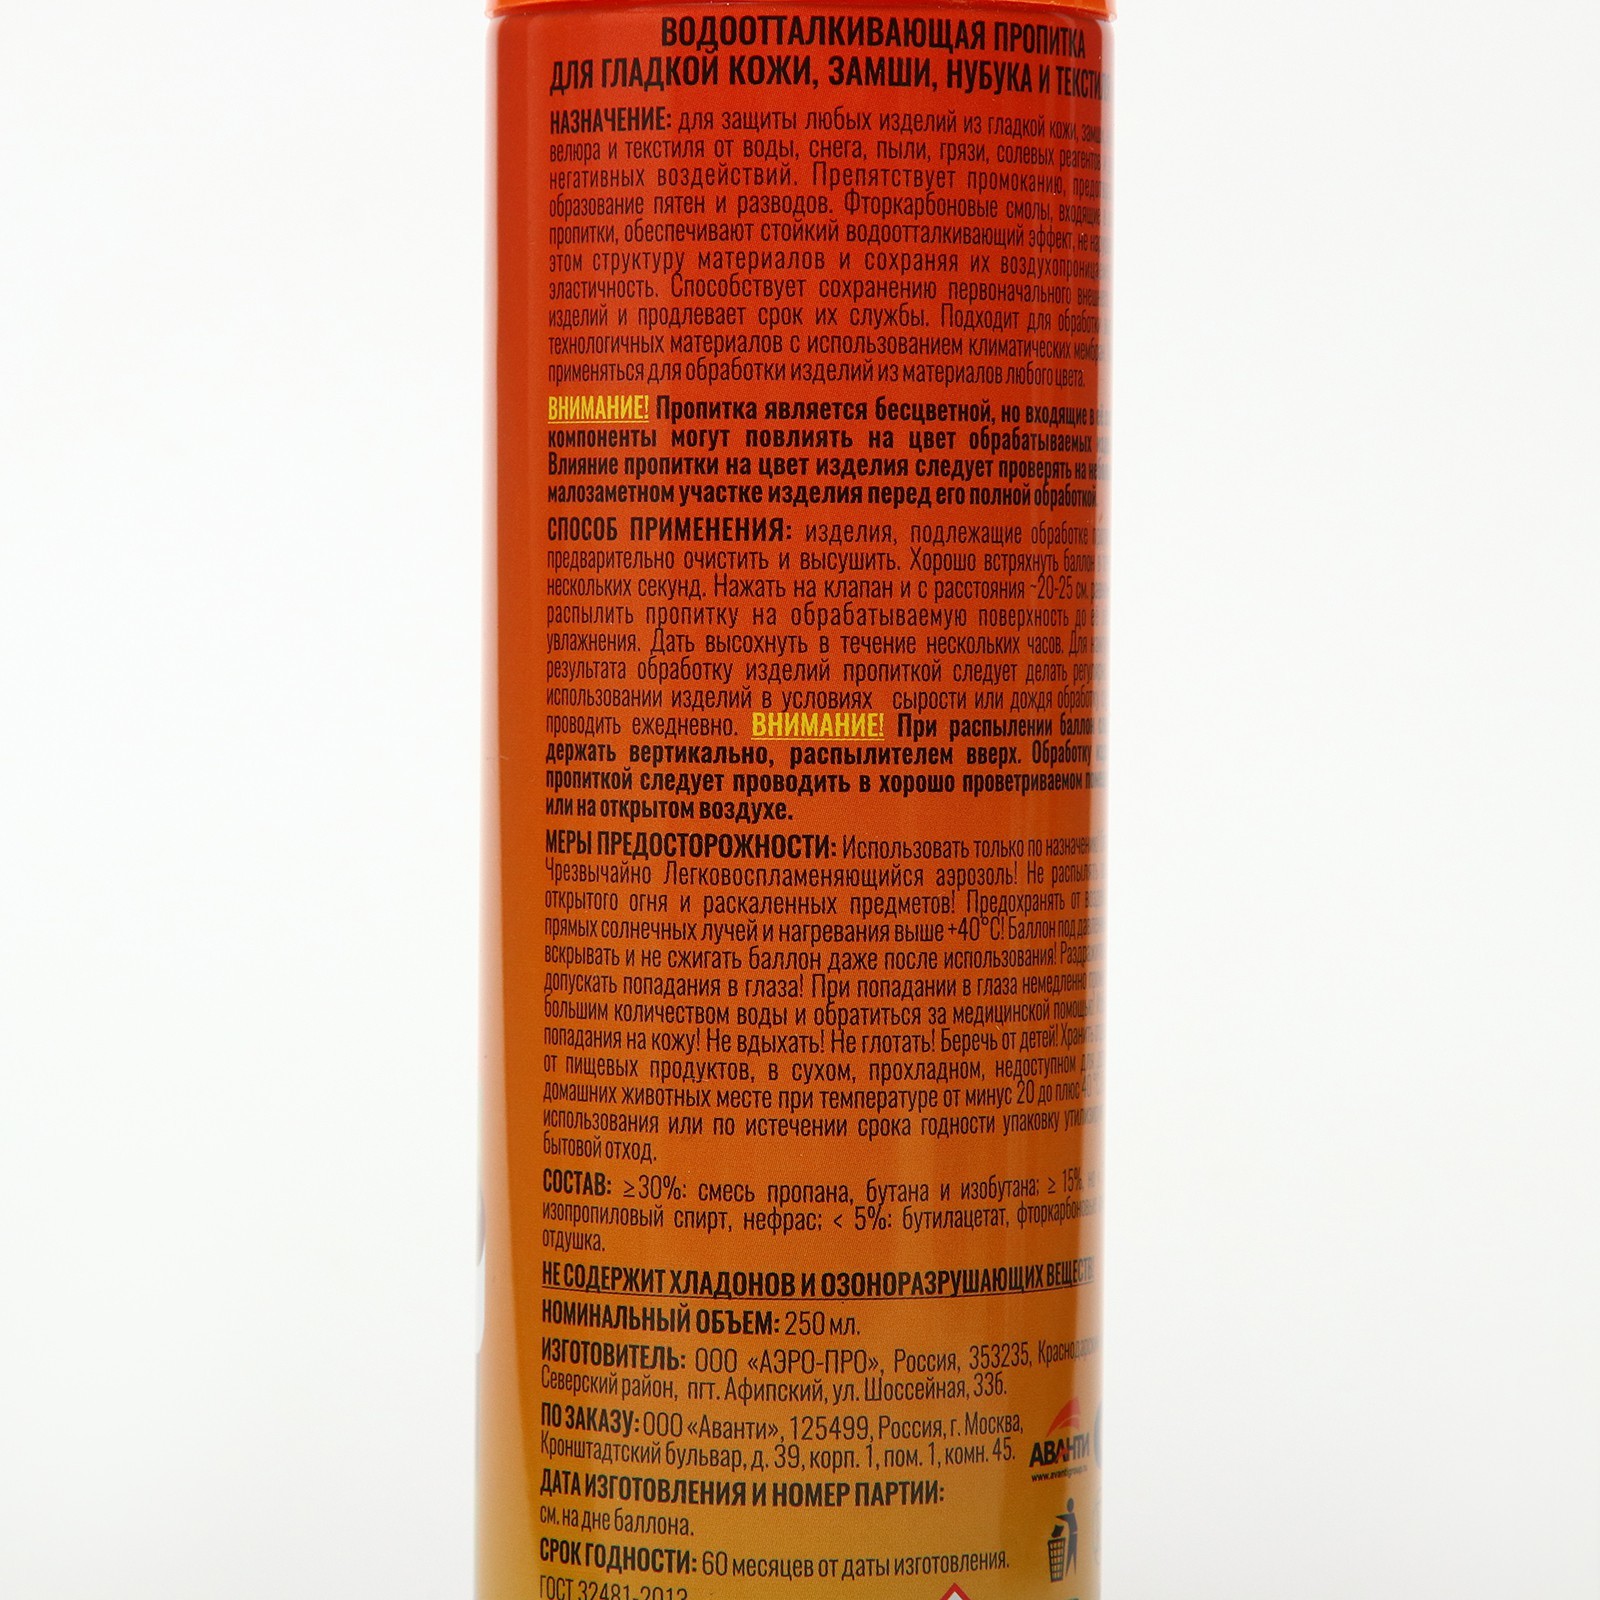 ВОДООТТАЛКИВАЮЩАЯ ПРОПИТКА
ДЛЯ ГЛАДКОЙ КОЖИ, ЗАМШИ, НУБУКА И
НАЗНАЧЕНИЕ: для защиты любых изделий из гладкой кожи,
велюра и текстиля от воды, снега, пыли, грязи, солевых
негативных воздействий. Препятствует промоканию,
образование пятен и разводов. Фторкарбоновые смолы,
пропитки, обеспечивают стойкий водоотталкивающий эффект, не
этом структуру материалов и сохраняя их
эластичность. Способствует сохранению первоначального
изделий и продлевает срок их службы. Подходит для
технологичных материалов с использованием климатических
применяться для обработки изделий из материалов любого цвета.
ВНИМАНИЕ! Пропитка является бесцветной, но входящие в
компоненты могут повлиять на цвет обрабатываемых
Влияние пропитки на цвет изделия следует проверять на
малозаметном участке изделия перед его полной обработкой.
СПОСОБ ПРИМЕНЕНИЯ: изделия, подлежащие обработке
предварительно очистить и высушить. Хорошо встряхнуть баллон
нескольких секунд. Нажать на клапан и с расстояния ~20-25 см.
распылить пропитку на обрабатываемую поверхность до
увлажнения. Дать высохнуть в течение нескольких часов. Для
результата обработку изделий пропиткой следует делать
использовании изделий в условиях сырости или дождя
проводить ежедневно. ВНИМАНИЕ! При распылении баллон
держать вертикально, распылителем вверх. Обработку
пропиткой следует проводить в хорошо проветриваемом
или на открытом воздухе.
МЕРЫ ПРЕДОСТОРОЖНОСТИ: Использовать только по
Чрезвычайно Легковоспламеняющийся аэрозоль! Не
открытого огня и раскаленных предметов! Предохранять от
прямых солнечных лучей и нагревания выше +40°С! Баллон под
вскрывать и не сжигать баллон даже после использования!
допускать попадания в глаза! При попадании в глаза немедленно
большим количеством воды и обратиться за медицинской
попадания на кожу! Не вдыхать! Не глотать! Беречь от детей!
от пищевых продуктов, в сухом, прохладном, недоступном
домашних животных месте при температуре от минус 20 до плюс
использования или по истечении срока годности упаковку
бытовой отход.
СОСТАВ: ≥30%: смесь пропана, бутана и изобутана; ≥ 15%,
изопропиловый спирт, нефрас; < 5%: бутилацетат,
отдушка.
НЕ СОДЕРЖИТ ХЛАДОНОВ И ОЗОНОРАЗРУШАЮЩИХ
НОМИНАЛЬНЫЙ ОБЪЕМ: 250 мл.
ИЗГОТОВИТЕЛЬ: ООО «АЭРО-ПРО», Россия, 353235,
Северский район, пгт. Афипский, ул. Шоссейная, 33б.
ПО ЗАКАЗУ: ООО «Аванти», 125499, Россия, г. Москва,
Кронштадтский бульвар, д. 39, корп. 1, пом. 1, комн. 45.
АВАНТИ
www.avantigroup.ru
ДАТА ИЗГОТОВЛЕНИЯ И НОМЕР ПАРТИИ:
см. на дне баллона.
СРОК ГОДНОСТИ: 60 месяцев от даты изготовления.
ГОСТ 32481-2013